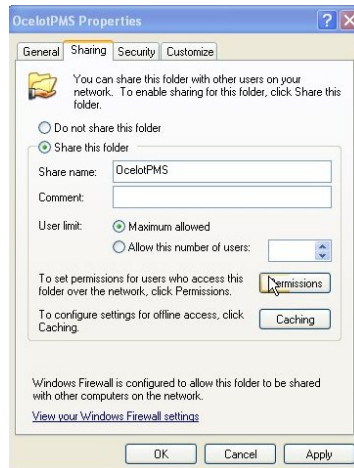 OcelotPMS Properties
General Sharing Security Customize
You can share this folder with other users on your
network. To enable sharing for this folder, click Share this
folder.
Do not share this folder
Share this folder
Share name: OcelotPMS
Comment:
User limit: Maximum allowed
Allow this number of users:
To set permissions for users who access this
folder over the network, click Permissions.
Permissions
To configure settings for offline access, click
Caching.
Caching
Windows Firewall is configured to allow this folder to be shared
with other computers on the network.
View your Windows Firewall settings
OK Cancel Apply